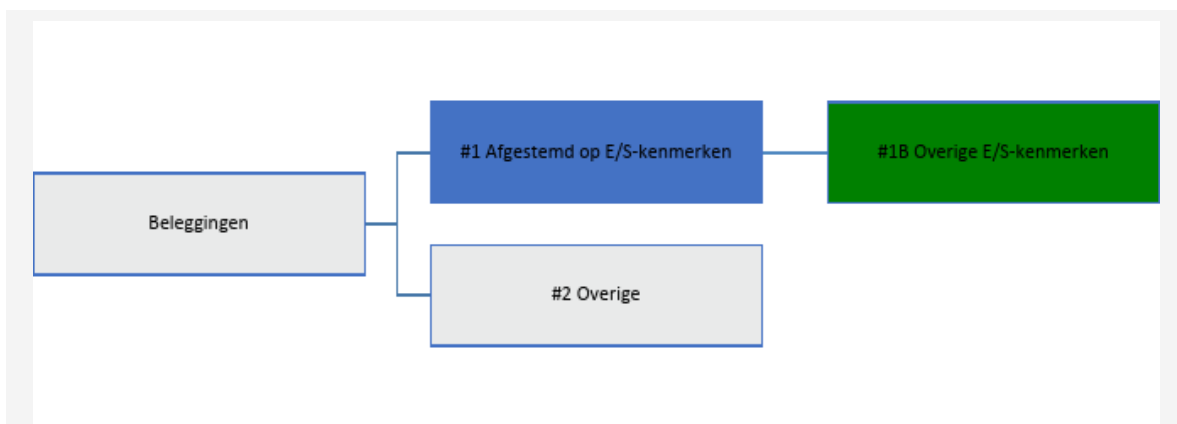 #1 Afgestemd op E/S-kenmerken
#1B Overige E/S-kenmerken
Beleggingen
#2 Overige